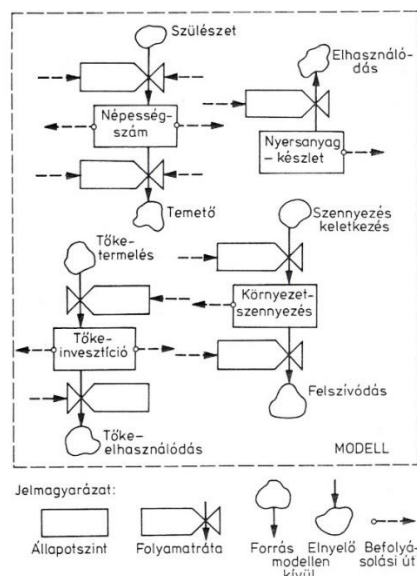 Szülészet
Népesség-
szám
Temető
Elhasználó-
dás
Nyersanyag
-készlet
Tőke-
termelés
Tőke-
invesztíció
Tőke-
elhasználódás
Szennyezés
keletkezés
Környezet-
szennyezés
Felszívódás
MODELL
Jelmagyarázat:
Állapotszint
Folyamatráta
Forrás
modellen
kívül
Elnyelő
Befolyá-
solási út